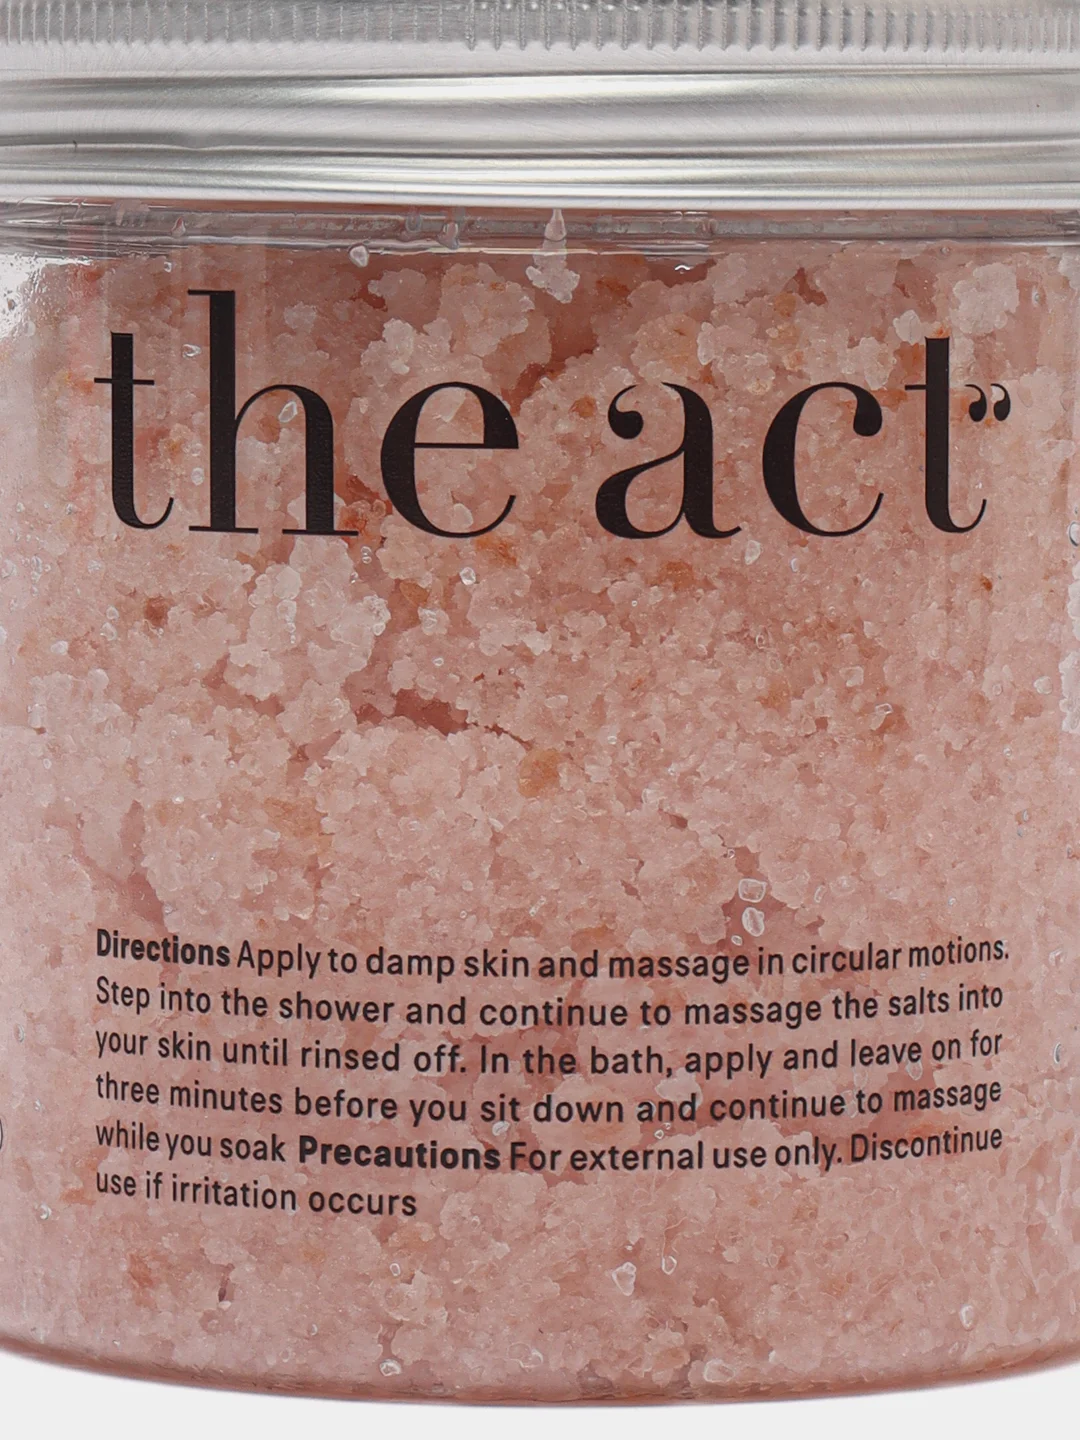 the act”
Directions Apply to damp skin and massage in circular motions.
Step into the shower and continue to massage the salts into
your skin until rinsed off. In the bath, apply and leave on for
three minutes before you sit down and continue to massage
while you soak Precautions For external use only. Discontinue
use if irritation occurs